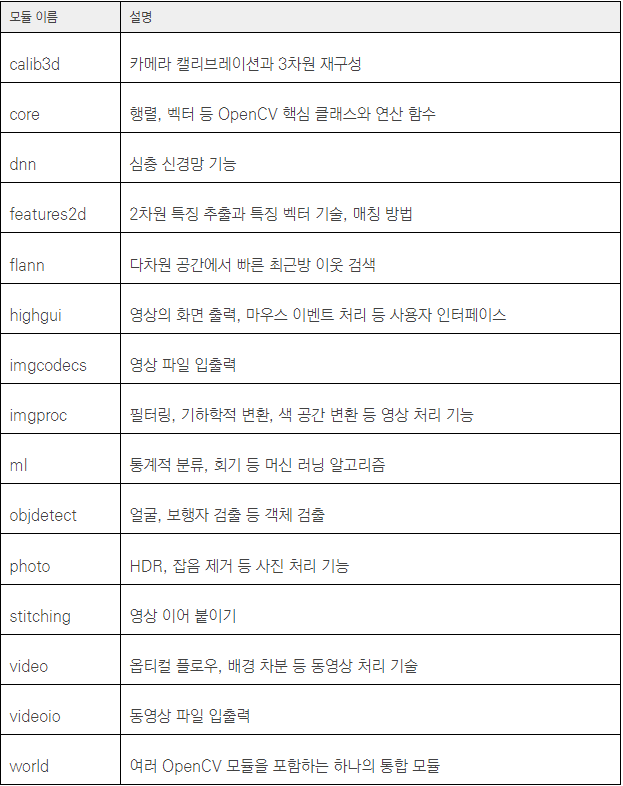 모듈 이름 설명
calib3d 카메라 캘리브레이션과 3차원 재구성
core 행렬, 벡터 등 OpenCV 핵심 클래스와 연산 함수
dnn 심층 신경망 기능
features2d 2차원 특징 추출과 특징 벡터 기술, 매칭 방법
flann 다차원 공간에서 빠른 최근방 이웃 검색
highgui 영상의 화면 출력, 마우스 이벤트 처리 등 사용자 인터페이스
imgcodecs 영상 파일 입출력
imgproc 필터링, 기하학적 변환, 색 공간 변환 등 영상 처리 기능
ml 통계적 분류, 회기 등 머신 러닝 알고리즘
objdetect 얼굴, 보행자 검출 등 객체 검출
photo HDR, 잡음 제거 등 사진 처리 기능
stitching 영상 이어 붙이기
video 옵티컬 플로우, 배경 차분 등 동영상 처리 기술
videoio 동영상 파일 입출력
world 여러 OpenCV 모듈을 포함하는 하나의 통합 모듈